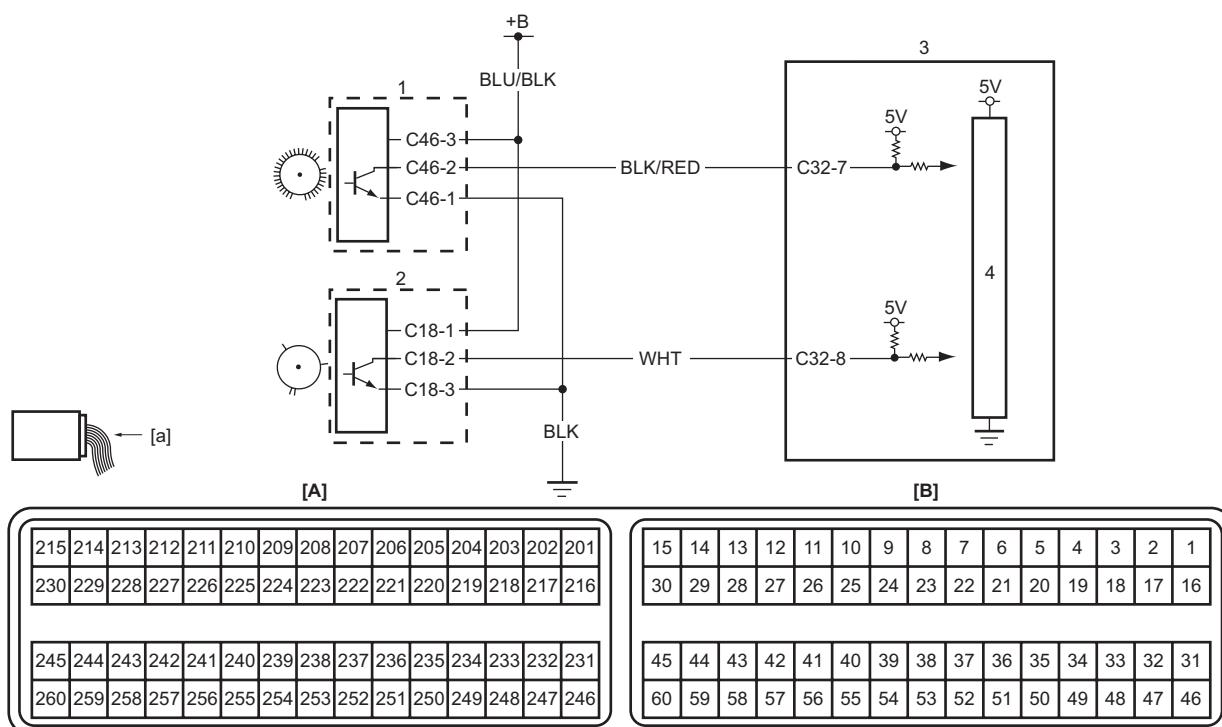 +B
3
BLU/BLK
1
5V
5V
C46-3
C46-2
BLK/RED
C32-7
C46-1
4
2
5V
C18-1
C18-2
WHT
C32-8
C18-3
[a]
BLK
[A]
[B]
215 214 213 212 211 210 209 208 207 206 205 204 203 202 201
230 229 228 227 226 225 224 223 222 221 220 219 218 217 216
245 244 243 242 241 240 239 238 237 236 235 234 233 232 231
260 259 258 257 256 255 254 253 252 251 250 249 248 247 246
15 14 13 12 11 10 9 8 7 6 5 4 3 2 1
30 29 28 27 26 25 24 23 22 21 20 19 18 17 16
45 44 43 42 41 40 39 38 37 36 35 34 33 32 31
60 59 58 57 56 55 54 53 52 51 50 49 48 47 46